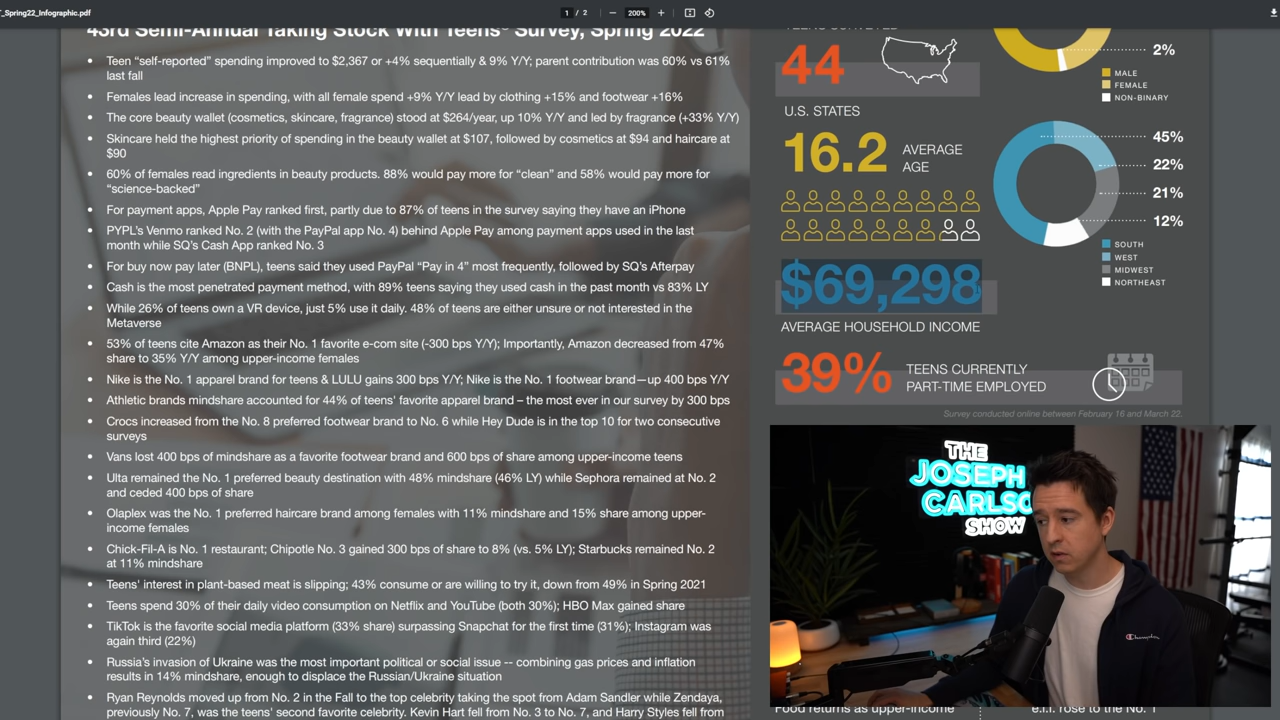 _Spring22_Infographic.pdf
1 / 2
200%
43rd Semi-Annual Taking Stock With Teens® Survey, Spring 2022
• Teen “self-reported” spending improved to $2,367 or +4% sequentially & 9% Y/Y; parent contribution was 60% vs 61%
last fall
• Females lead increase in spending, with all female spend +9% Y/Y lead by clothing +15% and footwear +16%
• The core beauty wallet (cosmetics, skincare, fragrance) stood at $264/year, up 10% Y/Y and led by fragrance (+33% Y/Y)
• Skincare held the highest priority of spending in the beauty wallet at $107, followed by cosmetics at $94 and haircare at
$90
• 60% of females read ingredients in beauty products. 88% would pay more for “clean” and 58% would pay more for
“science-backed”
• For payment apps, Apple Pay ranked first, partly due to 87% of teens in the survey saying they have an iPhone
• PYPL’s Venmo ranked No. 2 (with the PayPal app No. 4) behind Apple Pay among payment apps used in the last
month while SQ’s Cash App ranked No. 3
• For buy now pay later (BNPL), teens said they used PayPal “Pay in 4” most frequently, followed by SQ’s Afterpay
• Cash is the most penetrated payment method, with 89% teens saying they used cash in the past month vs 83% LY
• While 26% of teens own a VR device, just 5% use it daily. 48% of teens are either unsure or not interested in the
Metaverse
• 53% of teens cite Amazon as their No. 1 favorite e-com site (-300 bps Y/Y); Importantly, Amazon decreased from 47%
share to 35% Y/Y among upper-income females
• Nike is the No. 1 apparel brand for teens & LULU gains 300 bps Y/Y; Nike is the No. 1 footwear brand—up 400 bps Y/Y
• Athletic brands mindshare accounted for 44% of teens' favorite apparel brand – the most ever in our survey by 300 bps
• Crocs increased from the No. 8 preferred footwear brand to No. 6 while Hey Dude is in the top 10 for two consecutive
surveys
• Vans lost 400 bps of mindshare as a favorite footwear brand and 600 bps of share among upper-income teens
• Ulta remained the No. 1 preferred beauty destination with 48% mindshare (46% LY) while Sephora remained at No. 2
and ceded 400 bps of share
• Olaplex was the No. 1 preferred haircare brand among females with 11% mindshare and 15% share among upper-
income females
• Chick-Fil-A is No. 1 restaurant; Chipotle No. 3 gained 300 bps of share to 8% (vs. 5% LY); Starbucks remained No. 2
at 11% mindshare
• Teens' interest in plant-based meat is slipping; 43% consume or are willing to try it, down from 49% in Spring 2021
• Teens spend 30% of their daily video consumption on Netflix and YouTube (both 30%); HBO Max gained share
• TikTok is the favorite social media platform (33% share) surpassing Snapchat for the first time (31%); Instagram was
again third (22%)
• Russia’s invasion of Ukraine was the most important political or social issue -- combining gas prices and inflation
results in 14% mindshare, enough to displace the Russian/Ukraine situation
• Ryan Reynolds moved up from No. 2 in the Fall to the top celebrity taking the spot from Adam Sandler while Zendaya,
previously No. 7, was the teens' second favorite celebrity. Kevin Hart fell from No. 3 to No. 7, and Harry Styles fell from
44
U.S. STATES
16.2 AVERAGE
AGE
$69,298
AVERAGE HOUSEHOLD INCOME
39% TEENS CURRENTLY
PART-TIME EMPLOYED
2%
MALE
FEMALE
NON-BINARY
45%
22%
21%
12%
SOUTH
WEST
MIDWEST
NORTHEAST
Survey conducted online between February 16 and March 22.
THE
JOSEPH
CARLSO
SHOW
Champion
Food returns as upper-income
e.l.f. rose to the No. 1